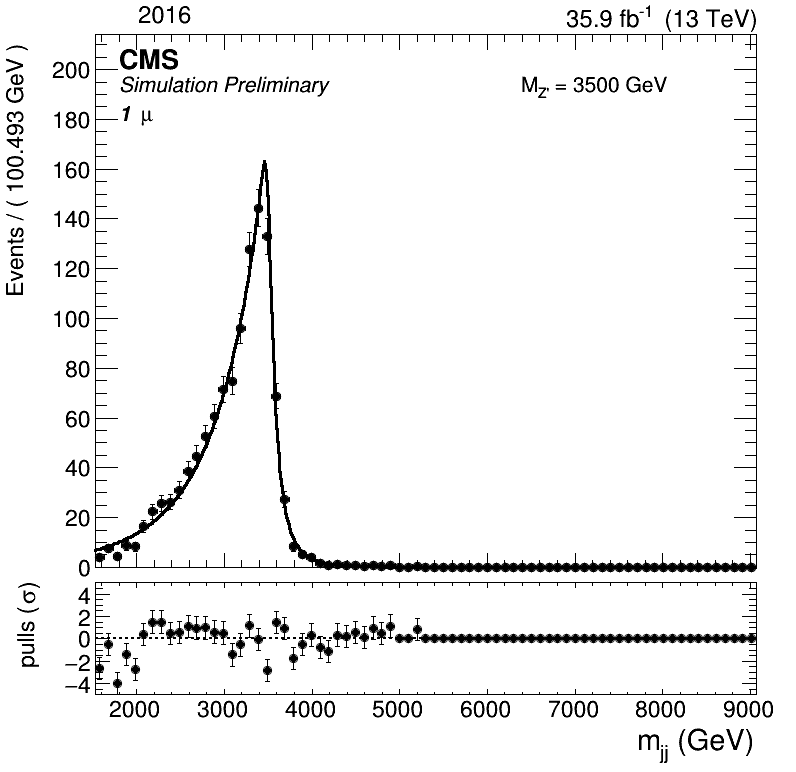 2016
35.9 fb⁻¹ (13 TeV)
CMS
Simulation Preliminary
1 μ
M_Z' = 3500 GeV
Events / ( 100.493 GeV )
200
180
160
140
120
100
80
60
40
20
0
pulls (σ)
4
2
0
−2
−4
2000 3000 4000 5000 6000 7000 8000 9000
m_jj (GeV)